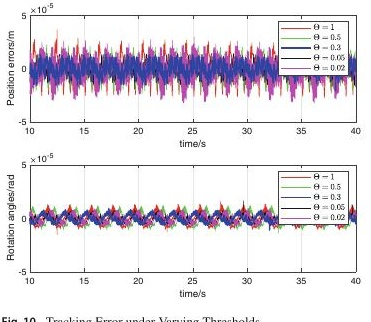 ×10⁻⁵
5
0
-5
Position errors/m
Θ = 1
Θ = 0.5
Θ = 0.3
Θ = 0.05
Θ = 0.02
10 15 20 25 30 35 40
time/s
×10⁻⁵
5
0
-5
Rotation angles/rad
Θ = 1
Θ = 0.5
Θ = 0.3
Θ = 0.05
Θ = 0.02
10 15 20 25 30 35 40
time/s
Fig. 10 Tracking Error under Varying Thresholds